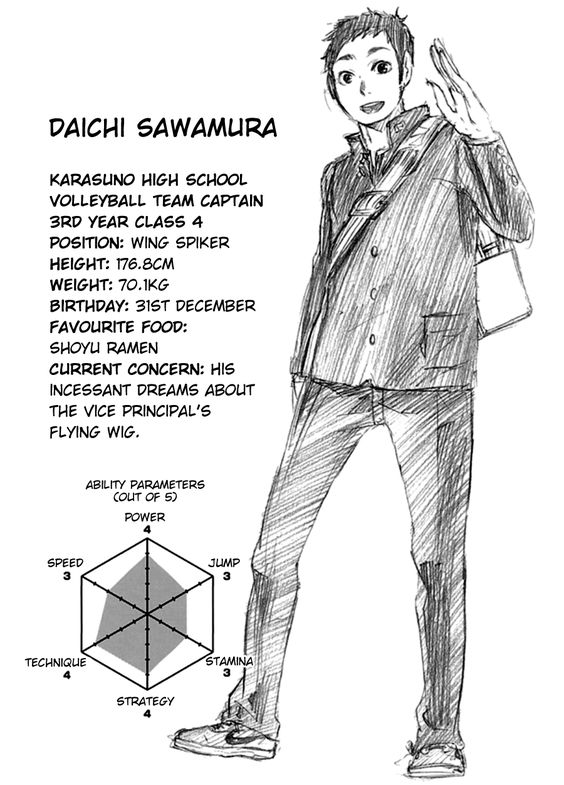 DAICHI SAWAMURA
KARASUNO HIGH SCHOOL
VOLLEYBALL TEAM CAPTAIN
3RD YEAR CLASS 4
POSITION: WING SPIKER
HEIGHT: 176.8CM
WEIGHT: 70.1KG
BIRTHDAY: 31ST DECEMBER
FAVOURITE FOOD:
SHOYU RAMEN
CURRENT CONCERN: HIS
INCESSANT DREAMS ABOUT
THE VICE PRINCIPAL'S
FLYING WIG.
ABILITY PARAMETERS
(OUT OF 5)
POWER
4
SPEED
3
JUMP
3
TECHNIQUE
4
STAMINA
3
STRATEGY
4